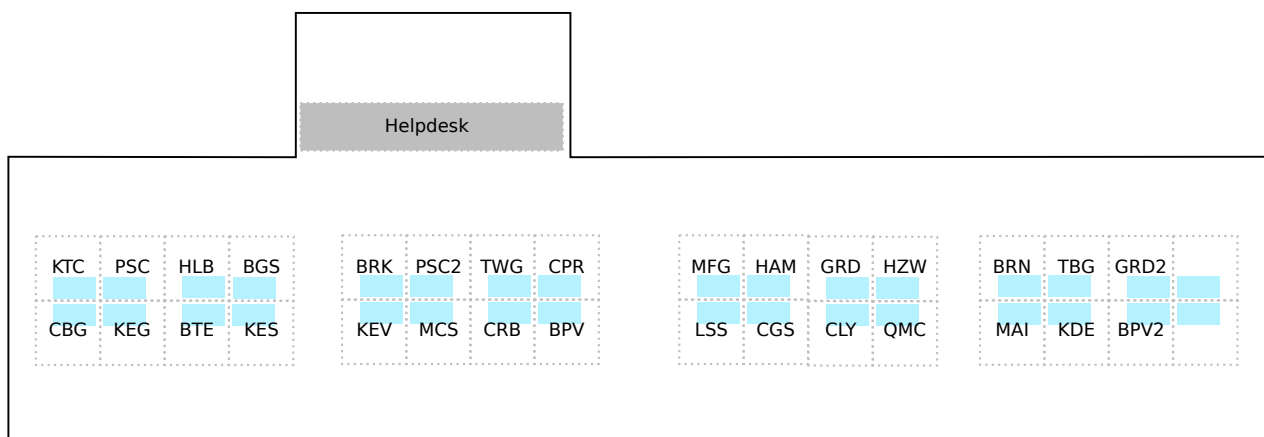 Helpdesk
KTC PSC HLB BGS BRK PSC2 TWG CPR MFG HAM GRD HZW BRN TBG GRD2
CBG KEG BTE KES KEV MCS CRB BPV LSS CGS CLY QMC MAI KDE BPV2